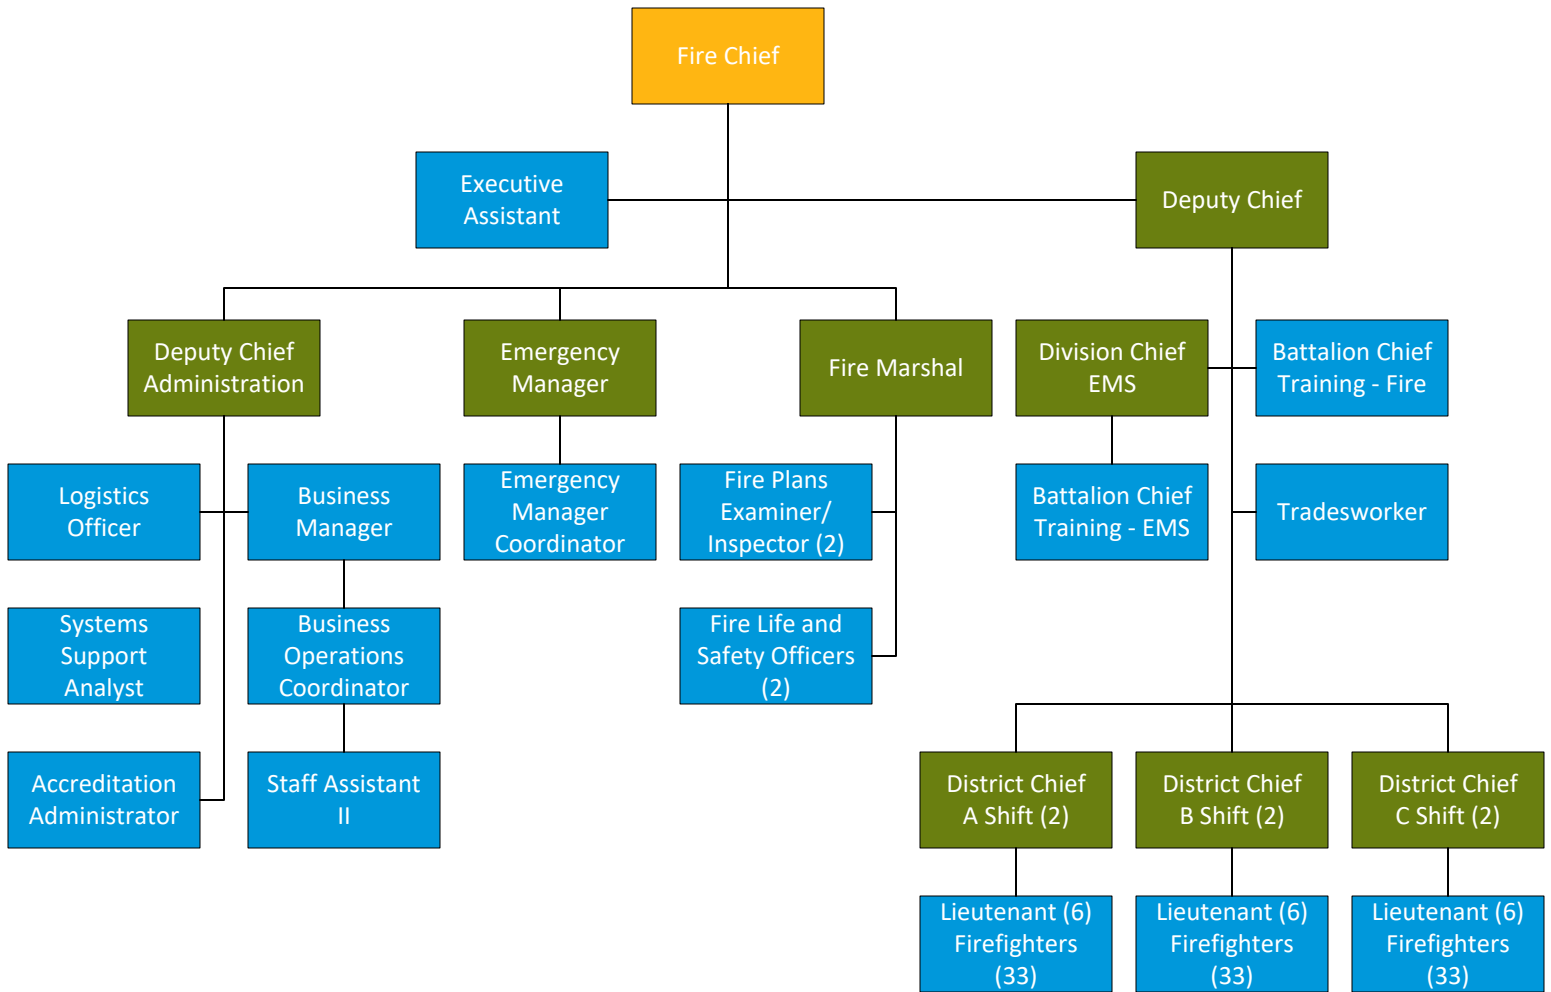 Fire Chief
Executive
Assistant
Deputy Chief
Deputy Chief
Administration
Emergency
Manager
Fire Marshal
Division Chief
EMS
Battalion Chief
Training - Fire
Logistics
Officer
Business
Manager
Emergency
Manager
Coordinator
Fire Plans
Examiner/
Inspector (2)
Battalion Chief
Training - EMS
Tradesworker
Systems
Support
Analyst
Business
Operations
Coordinator
Fire Life and
Safety Officers
(2)
Accreditation
Administrator
Staff Assistant
II
District Chief
A Shift (2)
District Chief
B Shift (2)
District Chief
C Shift (2)
Lieutenant (6)
Firefighters
(33)
Lieutenant (6)
Firefighters
(33)
Lieutenant (6)
Firefighters
(33)